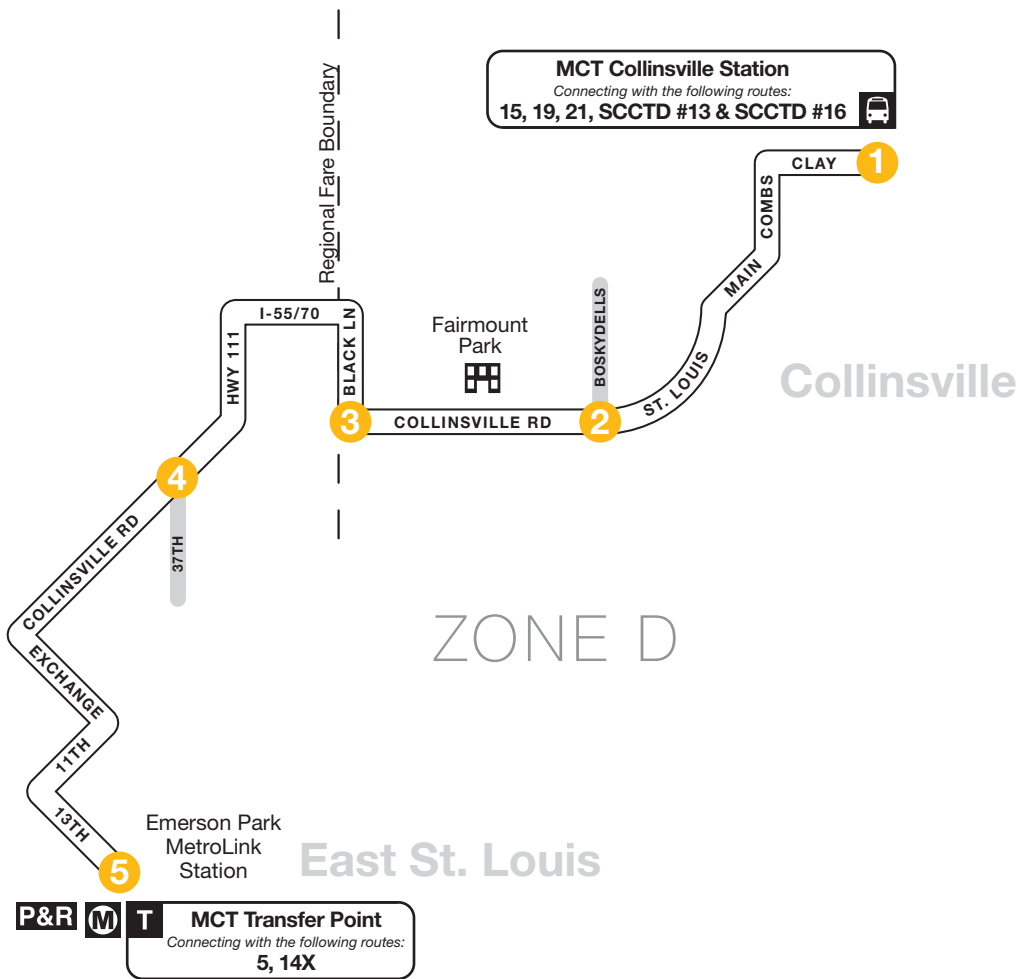 MCT Collinsville Station
Connecting with the following routes:
15, 19, 21, SCCTD #13 & SCCTD #16
Regional Fare Boundary
1
CLAY
COMBS
MAIN
ST. LOUIS
Collinsville
BOSKYDELLS
2
Fairmount
Park
COLLINSVILLE RD
3
BLACK LN
I-55/70
HWY 111
4
37TH
COLLINSVILLE RD
ZONE D
EXCHANGE
11TH
13TH
5
Emerson Park
MetroLink
Station
East St. Louis
P&R
M
T
MCT Transfer Point
Connecting with the following routes:
5, 14X